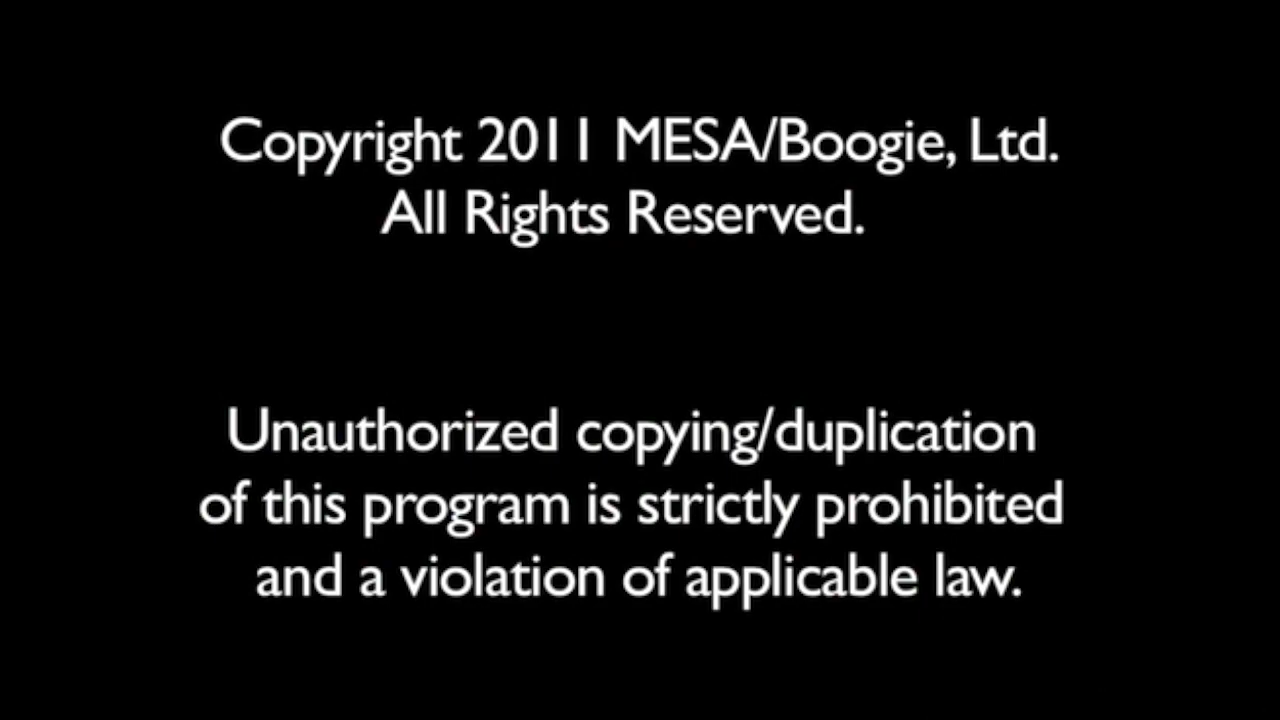 Copyright 2011 MESA/Boogie, Ltd.
All Rights Reserved.
Unauthorized copying/duplication
of this program is strictly prohibited
and a violation of applicable law.